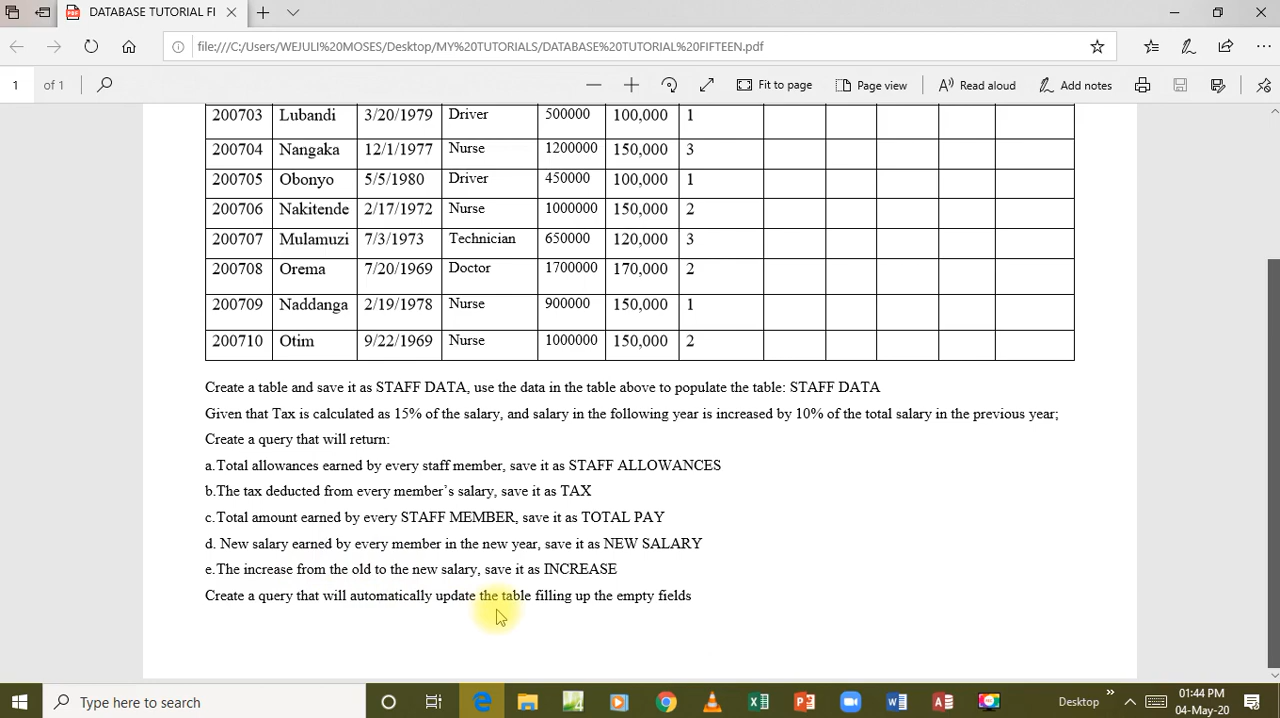 DATABASE TUTORIAL FI
file:///C:/Users/WEJULI%20MOSES/Desktop/MY%20TUTORIALS/DATABASE%20TUTORIAL%20FIFTEEN.pdf
1 of 1 Fit to page Page view Read aloud Add notes
200703 Lubandi 3/20/1979 Driver 500000 100,000 1
200704 Nangaka 12/1/1977 Nurse 1200000 150,000 3
200705 Obonyo 5/5/1980 Driver 450000 100,000 1
200706 Nakitende 2/17/1972 Nurse 1000000 150,000 2
200707 Mulamuzi 7/3/1973 Technician 650000 120,000 3
200708 Orema 7/20/1969 Doctor 1700000 170,000 2
200709 Naddanga 2/19/1978 Nurse 900000 150,000 1
200710 Otim 9/22/1969 Nurse 1000000 150,000 2
Create a table and save it as STAFF DATA, use the data in the table above to populate the table: STAFF DATA
Given that Tax is calculated as 15% of the salary, and salary in the following year is increased by 10% of the total salary in the previous year;
Create a query that will return:
a.Total allowances earned by every staff member, save it as STAFF ALLOWANCES
b.The tax deducted from every member's salary, save it as TAX
c.Total amount earned by every STAFF MEMBER, save it as TOTAL PAY
d. New salary earned by every member in the new year, save it as NEW SALARY
e.The increase from the old to the new salary, save it as INCREASE
Create a query that will automatically update the table filling up the empty fields
Type here to search
Desktop
01:44 PM
04-May-20